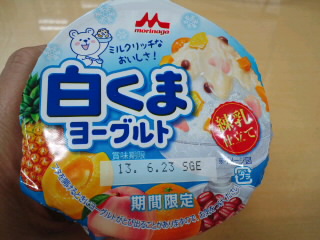 morinaga
ミルクリッチな
おいしさ!
白くま
ヨーグルト
練乳
仕立て
賞味期限
13. 6.23 SGE
期間限定